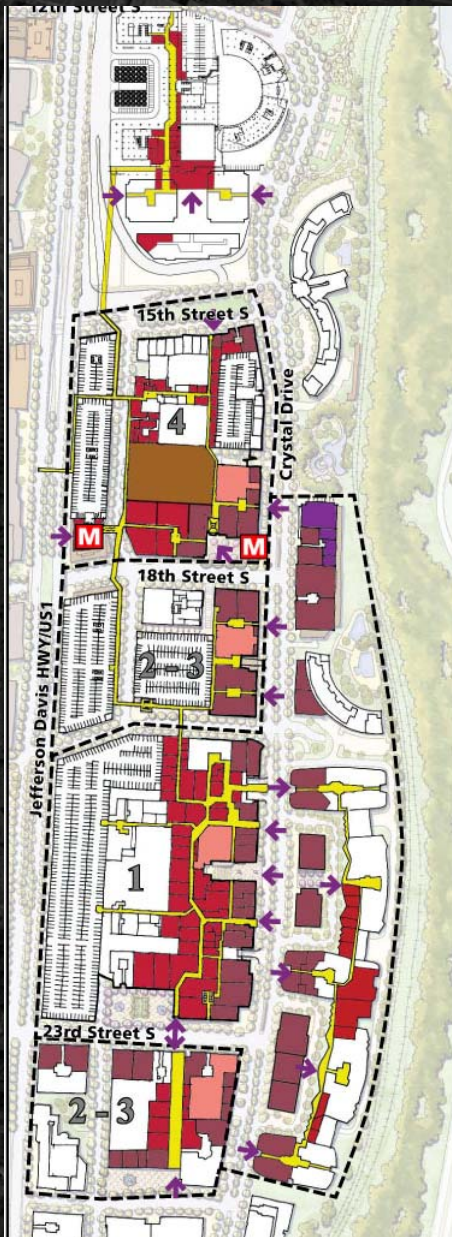 12th Street S
15th Street S
4
Crystal Drive
M
M
18th Street S
2 - 3
Jefferson Davis HWY/US1
1
23rd Street S
2 - 3